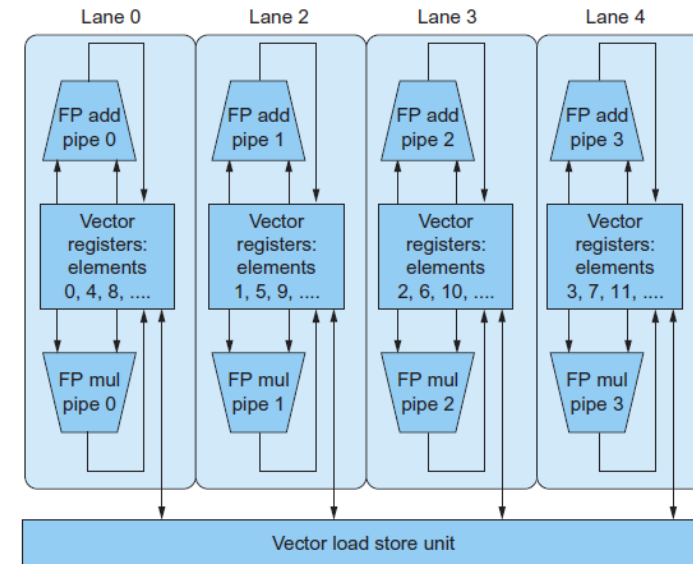 Lane 0
Lane 2
Lane 3
Lane 4
FP add
pipe 0
FP add
pipe 1
FP add
pipe 2
FP add
pipe 3
Vector
registers:
elements
0, 4, 8, ....
Vector
registers:
elements
1, 5, 9, ....
Vector
registers:
elements
2, 6, 10, ....
Vector
registers:
elements
3, 7, 11, ....
FP mul
pipe 0
FP mul
pipe 1
FP mul
pipe 2
FP mul
pipe 3
Vector load store unit